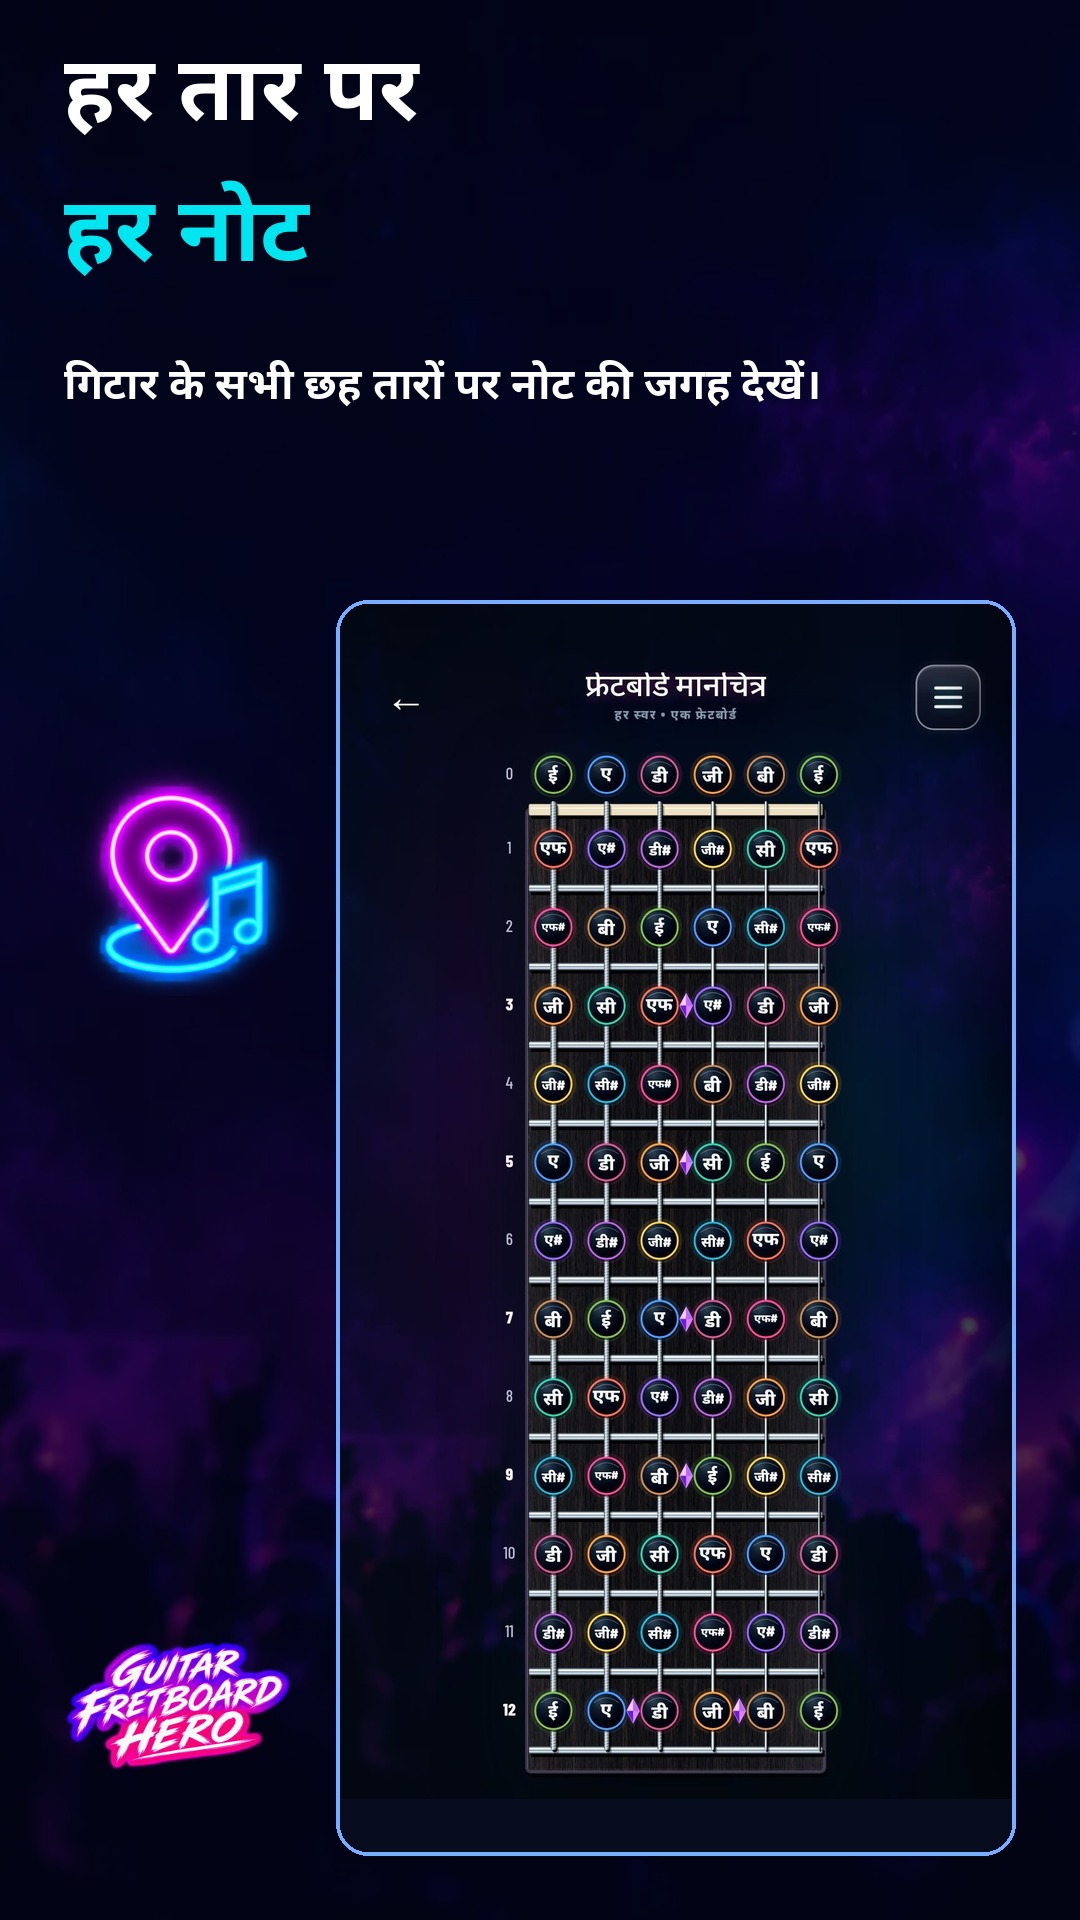 हर तार पर
हर नोट
गिटार के सभी छह तारों पर नोट की जगह देखें।
←
फ्रेटबोर्ड मानचित्र
हर स्वर • एक फ्रेटबोर्ड
0 ई ए डी जी बी ई
1 एफ ए# डी# जी# सी एफ
2 एफ# बी ई ए सी# एफ#
3 जी सी एफ ए# डी जी
4 जी# सी# एफ# बी डी# जी#
5 ए डी जी सी ई ए
6 ए# डी# जी# सी# एफ ए#
7 बी ई ए डी एफ# बी
8 सी एफ ए# डी# जी सी
9 सी# एफ# बी ई जी# सी#
10 डी जी सी एफ ए डी
11 डी# जी# सी# एफ# ए# डी#
12 ई ए डी जी बी ई
GUITAR
FRETBOARD
HERO